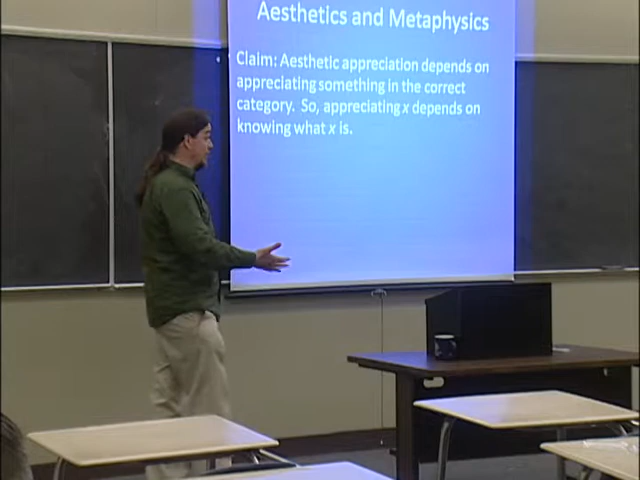 Aesthetics and Metaphysics
Claim: Aesthetic appreciation depends on
appreciating something in the correct
category. So, appreciating x depends on
knowing what x is.